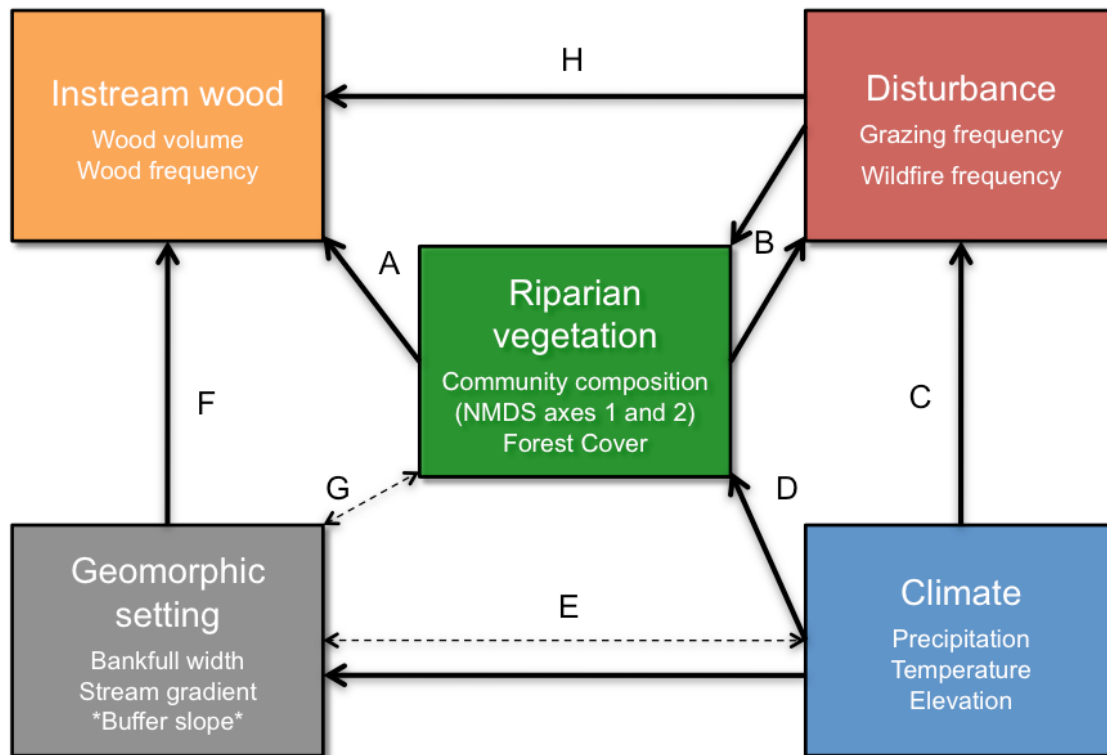 Instream wood
Wood volume
Wood frequency
H
Disturbance
Grazing frequency
Wildfire frequency
A
B
Riparian
vegetation
Community composition
(NMDS axes 1 and 2)
Forest Cover
F
C
G
D
Geomorphic
setting
Bankfull width
Stream gradient
*Buffer slope*
E
Climate
Precipitation
Temperature
Elevation